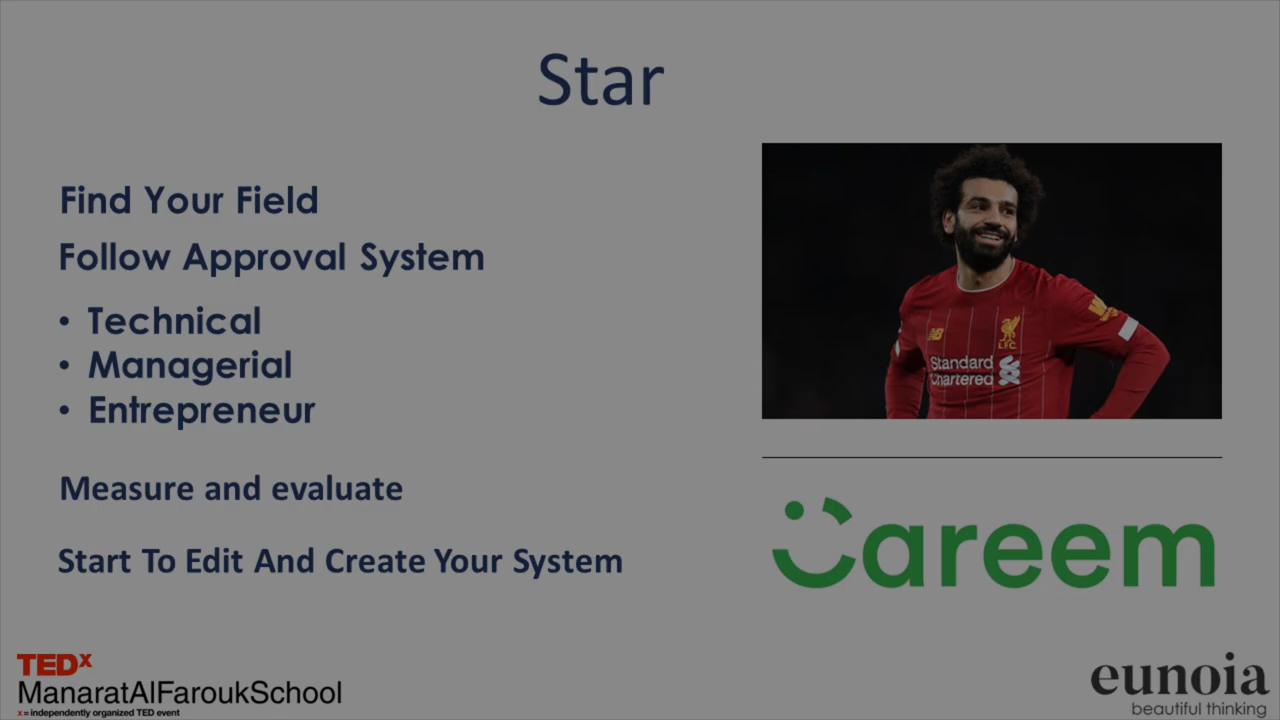 Star
Find Your Field
Follow Approval System
• Technical
• Managerial
• Entrepreneur
Measure and evaluate
Start To Edit And Create Your System
NB
L.F.C.
Standard
Chartered
Careem
TEDx
ManaratAlFaroukSchool
x = independently organized TED event
eunoia
beautiful thinking